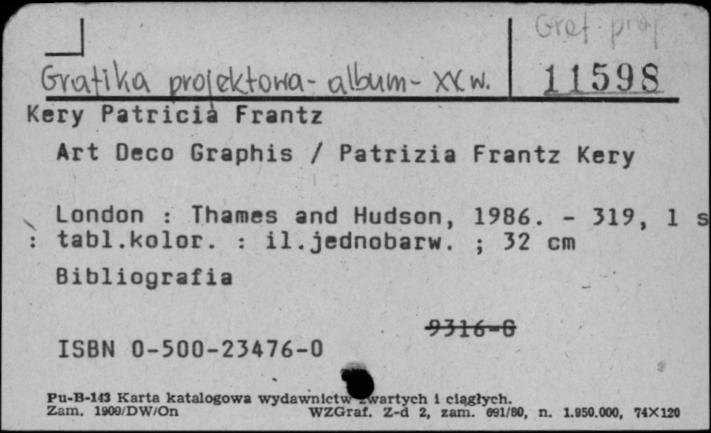 Graf. proj.
Grafika projektowa - album - XX w.
11598
Kery Patricia Frantz
Art Deco Graphis / Patrizia Frantz Kery
London : Thames and Hudson, 1986. - 319, 1 s
: tabl.kolor. : il.jednobarw. ; 32 cm
Bibliografia
9316-G
ISBN 0-500-23476-0
Pu-B-143 Karta katalogowa wydawnictw zwartych i ciągłych.
Zam. 1909/DW/On WZGraf. Z-d 2, zam. 691/80, n. 1.950.000, 74×120